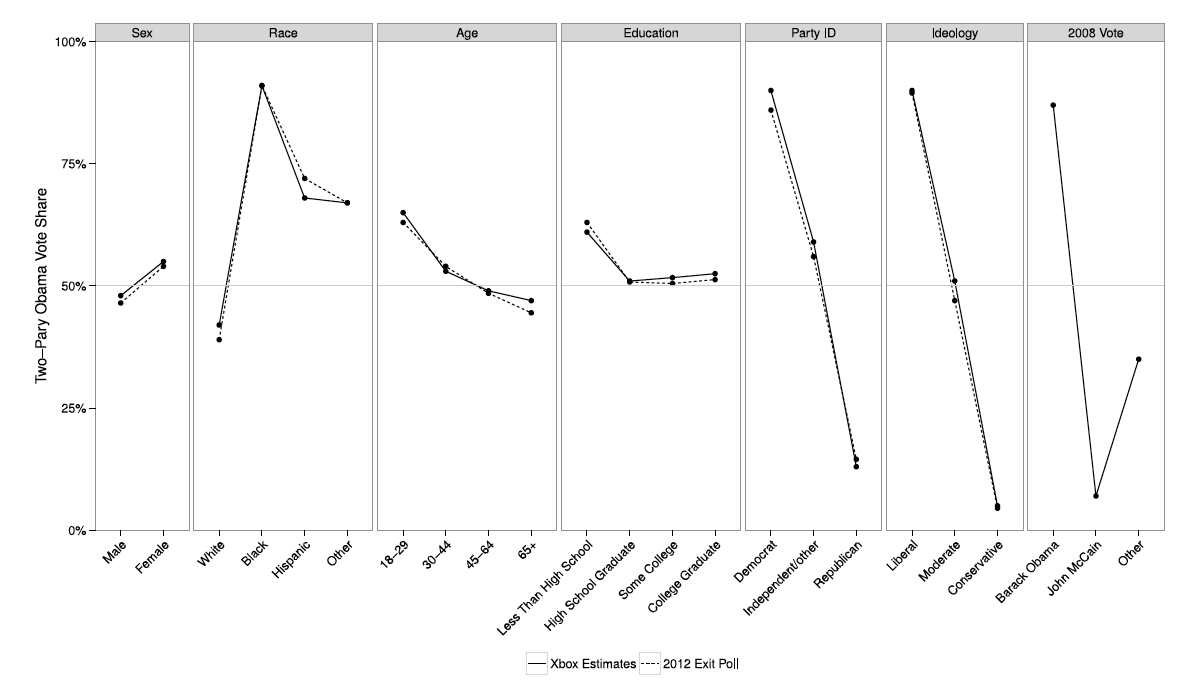 Sex Race Age Education Party ID Ideology 2008 Vote
100%
75%
50%
25%
0%
Two−Pary Obama Vote Share
Male Female White Black Hispanic Other 18−29 30−44 45−64 65+ Less Than High School High School Graduate Some College College Graduate Democrat Independent/other Republican Liberal Moderate Conservative Barack Obama John McCain Other
Xbox Estimates 2012 Exit Poll